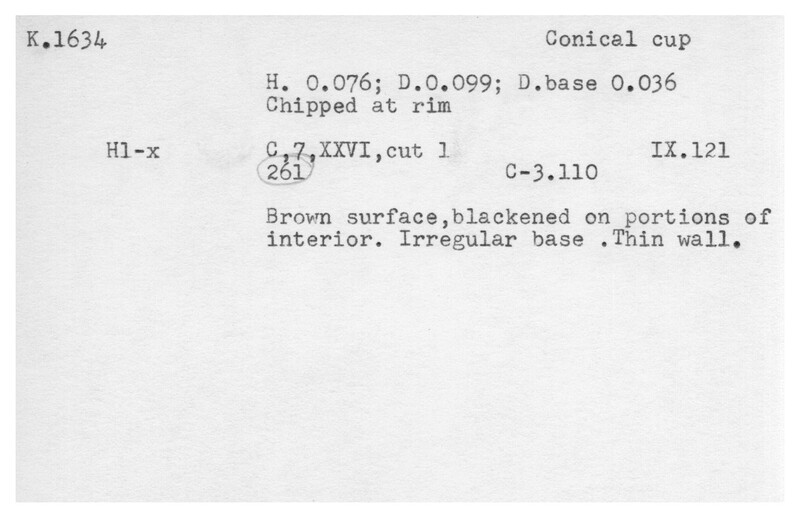 K.1634 Conical cup
H. 0.076; D.0.099; D.base 0.036
Chipped at rim
H1-x C,7,XXVI,cut 1 IX.121
261 C-3.110
Brown surface,blackened on portions of
interior. Irregular base .Thin wall.